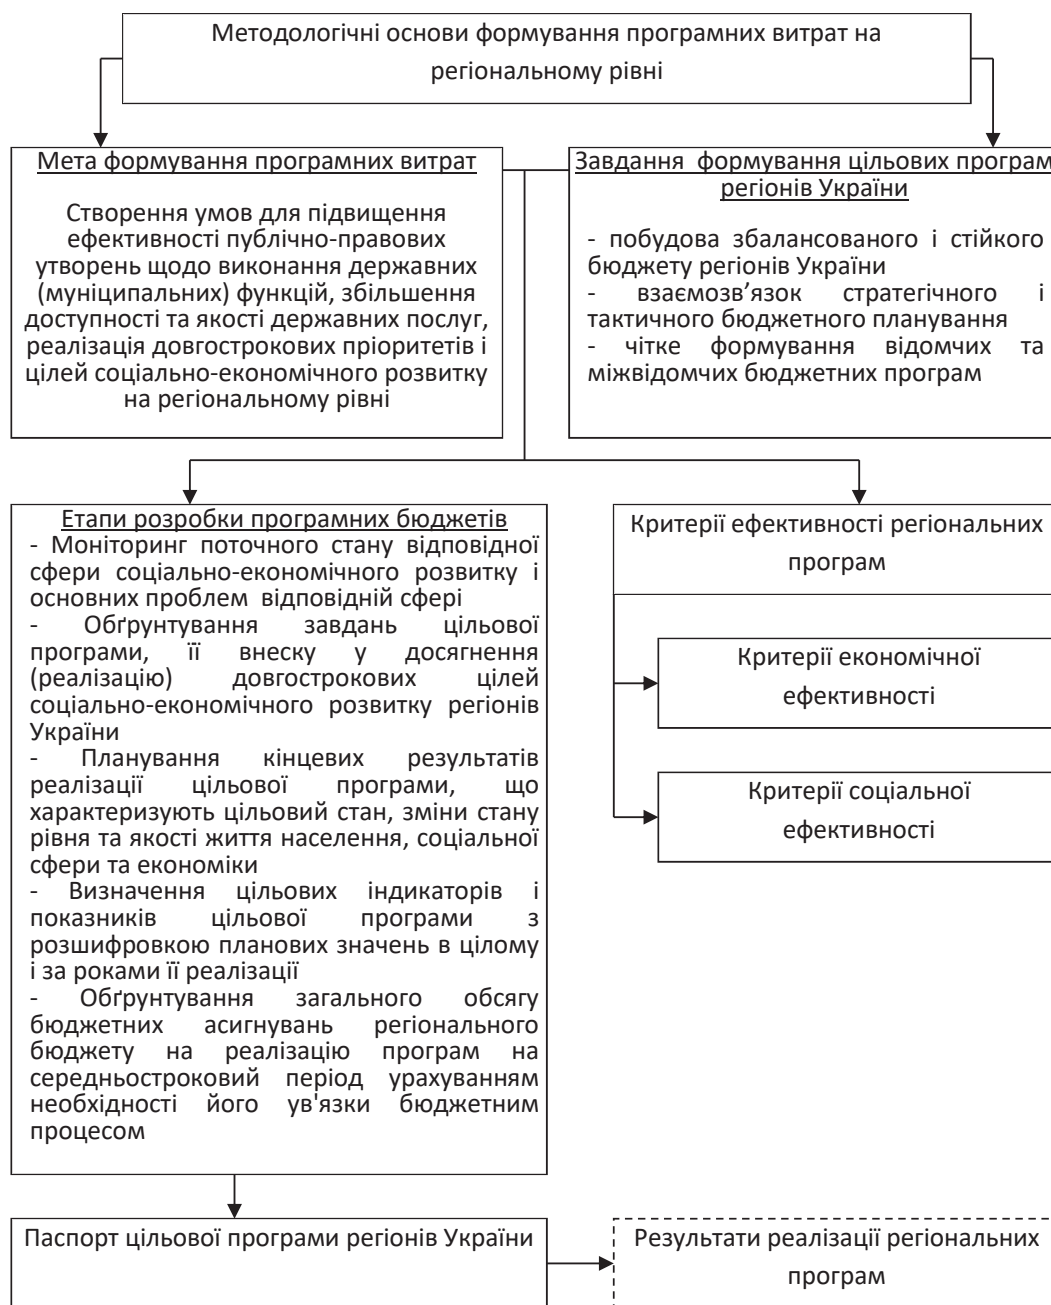 Методологічні основи формування програмних витрат на
регіональному рівні
Мета формування програмних витрат
Створення умов для підвищення
ефективності публічно-правових
утворень щодо виконання державних
(муніципальних) функцій, збільшення
доступності та якості державних послуг,
реалізація довгострокових пріоритетів і
цілей соціально-економічного розвитку
на регіональному рівні
Завдання формування цільових програм
регіонів України
- побудова збалансованого і стійкого
бюджету регіонів України
- взаємозв’язок стратегічного і
тактичного бюджетного планування
- чітке формування відомчих та
міжвідомчих бюджетних програм
Етапи розробки програмних бюджетів
- Моніторинг поточного стану відповідної
сфери соціально-економічного розвитку і
основних проблем відповідній сфері
- Обґрунтування завдань цільової
програми, її внеску у досягнення
(реалізацію) довгострокових цілей
соціально-економічного розвитку регіонів
України
- Планування кінцевих результатів
реалізації цільової програми, що
характеризують цільовий стан, зміни стану
рівня та якості життя населення, соціальної
сфери та економіки
- Визначення цільових індикаторів і
показників цільової програми з
розшифровкою планових значень в цілому
і за роками її реалізації
- Обґрунтування загального обсягу
бюджетних асигнувань регіонального
бюджету на реалізацію програм на
середньостроковий період урахуванням
необхідності його ув'язки бюджетним
процесом
Критерії ефективності регіональних
програм
Критерії економічної
ефективності
Критерії соціальної
ефективності
Паспорт цільової програми регіонів України
Результати реалізації регіональних
програм